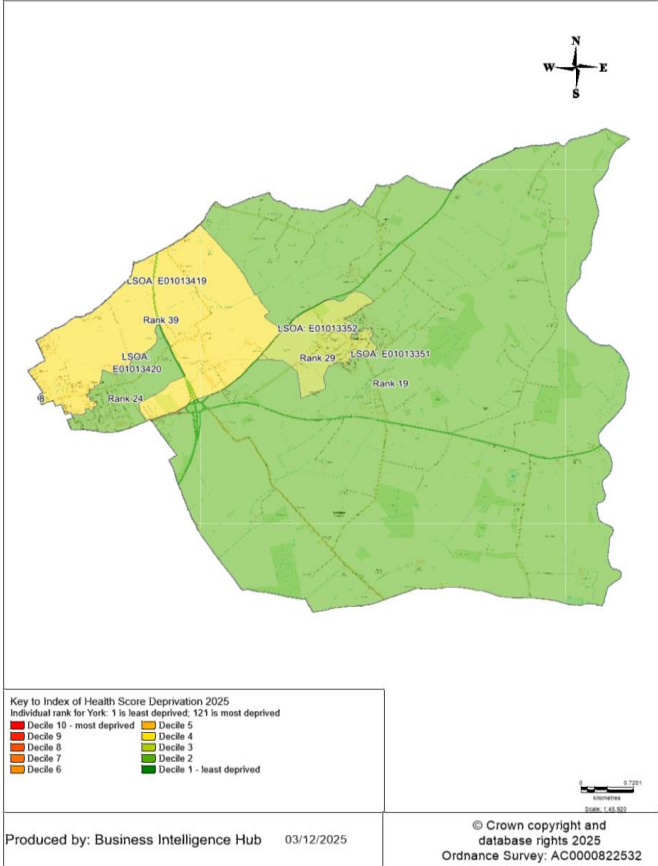 N
W E
S
LSOA: E01013419
Rank 39
LSOA: E01013352
LSOA:
E01013420
Rank 29
LSOA: E01013351
Rank 19
Rank 24
Key to Index of Health Score Deprivation 2025
Individual rank for York: 1 is least deprived; 121 is most deprived
Decile 10 - most deprived
Decile 5
Decile 9
Decile 4
Decile 8
Decile 3
Decile 7
Decile 2
Decile 6
Decile 1 - least deprived
0 0.7201
kilometres
Scale: 1:45,920
Produced by: Business Intelligence Hub 03/12/2025
© Crown copyright and
database rights 2025
Ordnance Survey: AC0000822532